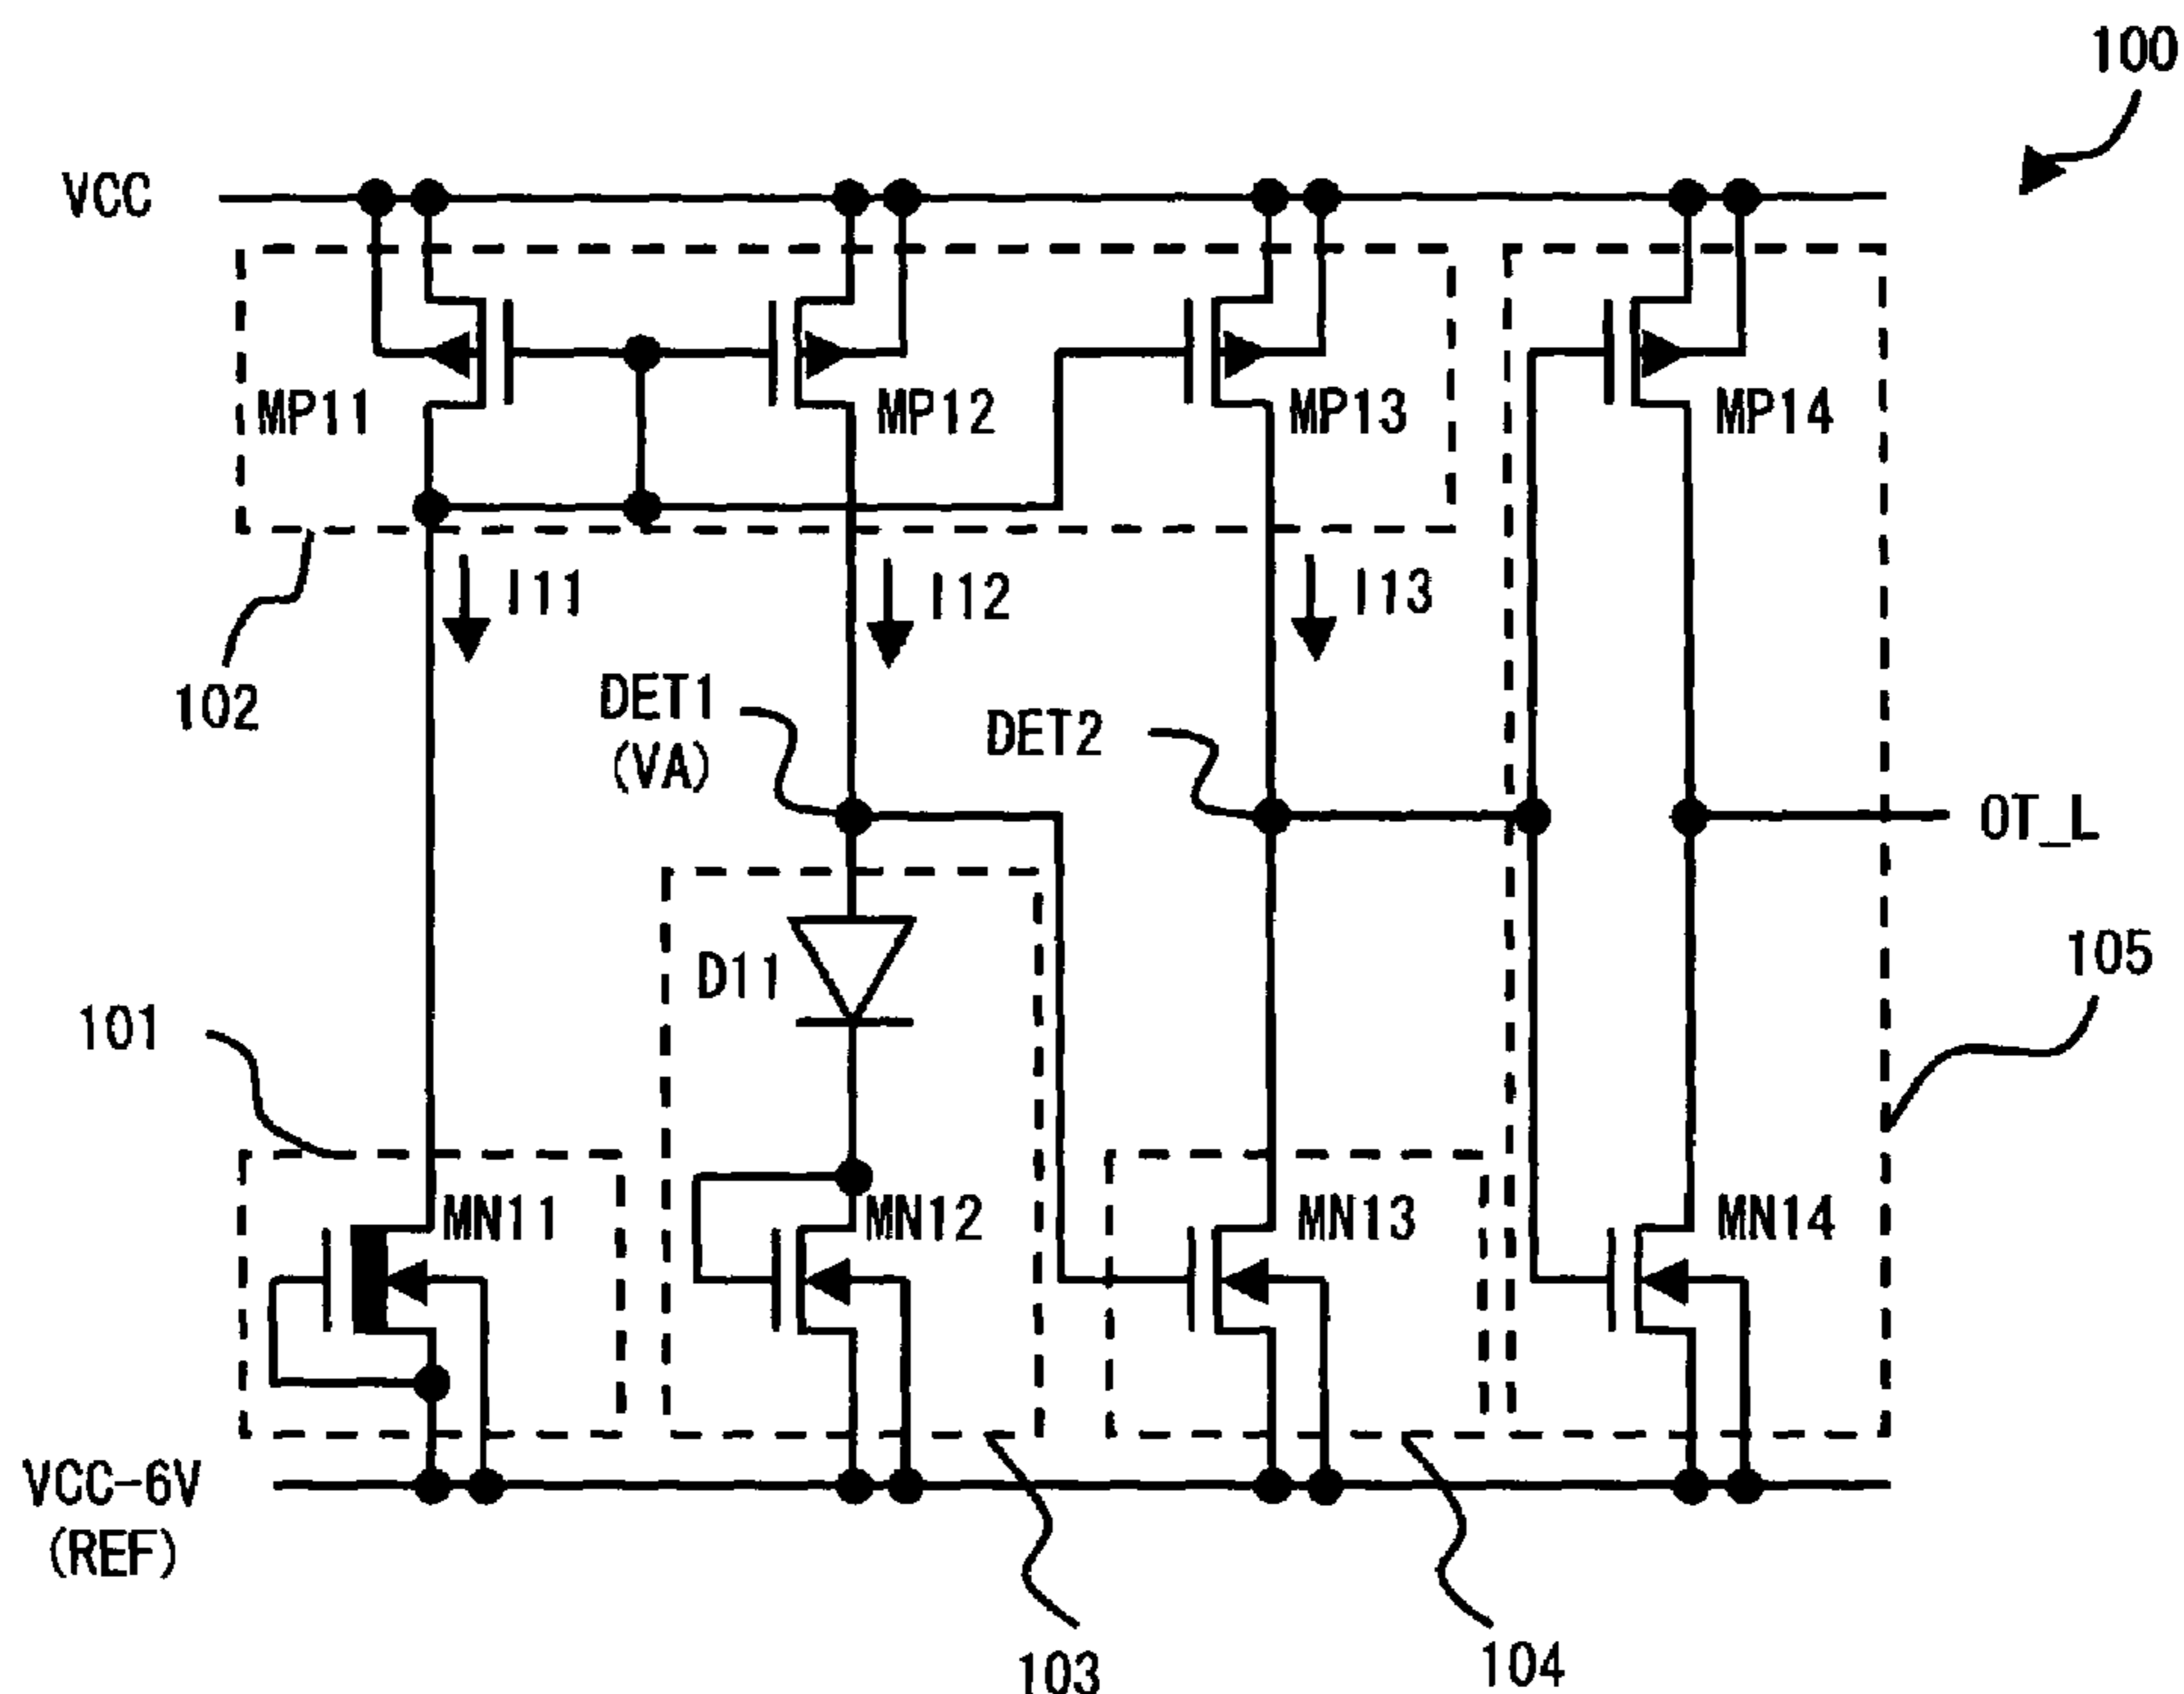 100
VCC
MP11
MP12
MP13
MP14
I11
I12
I13
102
DET1
(VA)
DET2
OT_L
D11
105
101
MN11
MN12
MN13
MN14
VCC-6V
(REF)
103
104